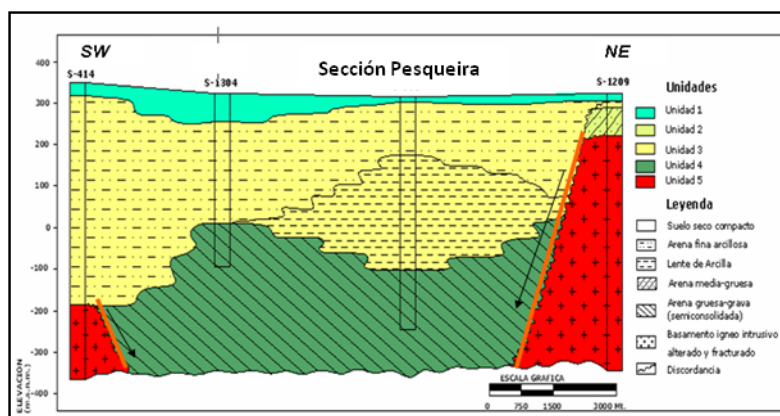 SW
NE
Sección Pesqueira
S-414
S-1304
S-1209
400
300
200
100
0
-100
-200
-300
-400
ELEVACION
(m.s.n.m.)
Unidades
Unidad 1
Unidad 2
Unidad 3
Unidad 4
Unidad 5
Leyenda
Suelo seco compacto
Arena fina arcillosa
Lente de Arcilla
Arena media-gruesa
Arena gruesa-grava
(semiconsolidada)
Basamento igneo intrusivo
alterado y fracturado
Discordancia
ESCALA GRAFICA
0 750 1500 3000 Mt.